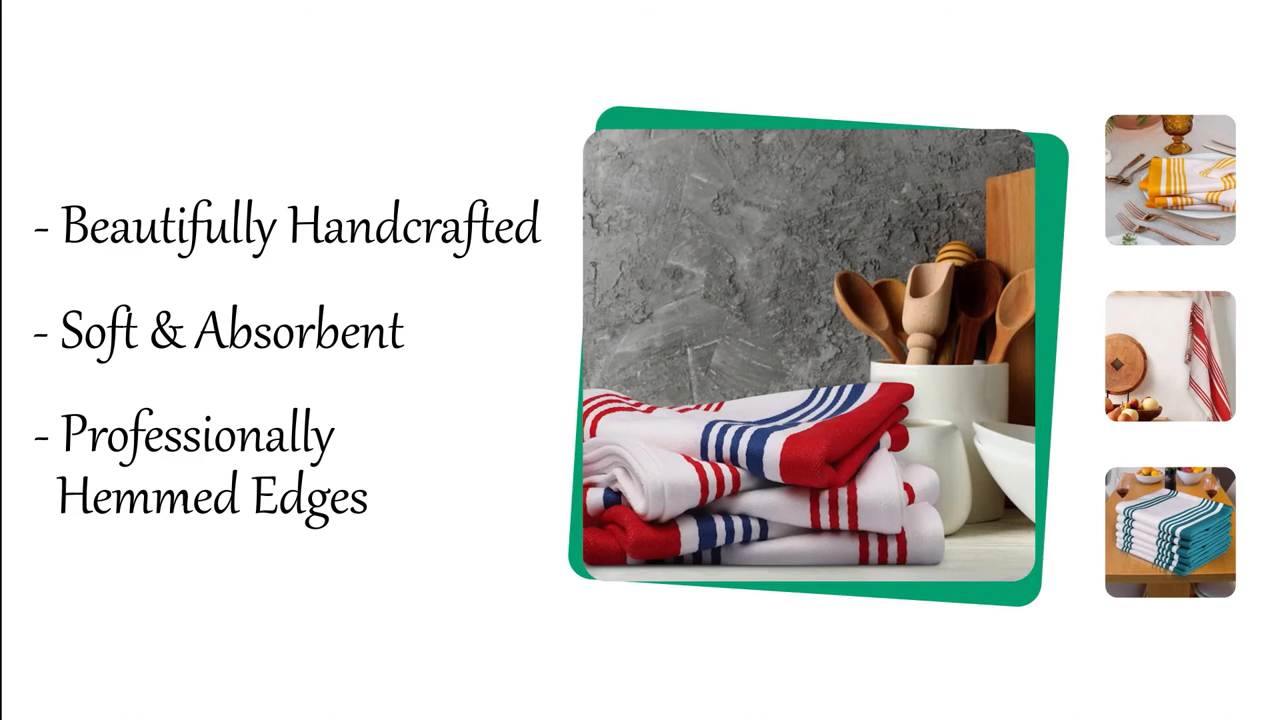 - Beautifully Handcrafted
- Soft & Absorbent
- Professionally
Hemmed Edges